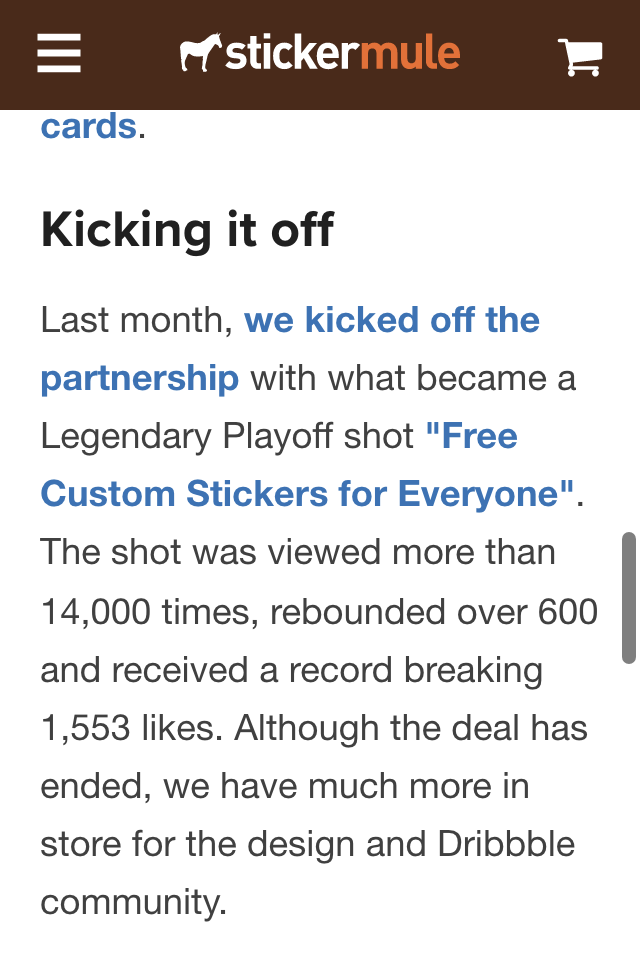 stickermule
cards.
Kicking it off
Last month, we kicked off the
partnership with what became a
Legendary Playoff shot "Free
Custom Stickers for Everyone".
The shot was viewed more than
14,000 times, rebounded over 600
and received a record breaking
1,553 likes. Although the deal has
ended, we have much more in
store for the design and Dribbble
community.